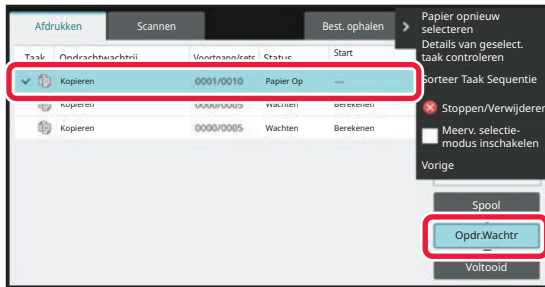 Afdrukken
Scannen
Best. ophalen
Papier opnieuw
selecteren
Details van geselect.
taak controleren
Sorteer Taak Sequentie
Stoppen/Verwijderen
Meerv. selectie-
modus inschakelen
Vorige
Taak Opdrachtwachtrij Voortgang/sets Status Start
Kopieren 0001/0010 Papier Op ---
Kopieren 0000/0005 Wachten Berekenen
Kopieren 0000/0005 Wachten Berekenen
Spool
Opdr.Wachtr
Voltooid